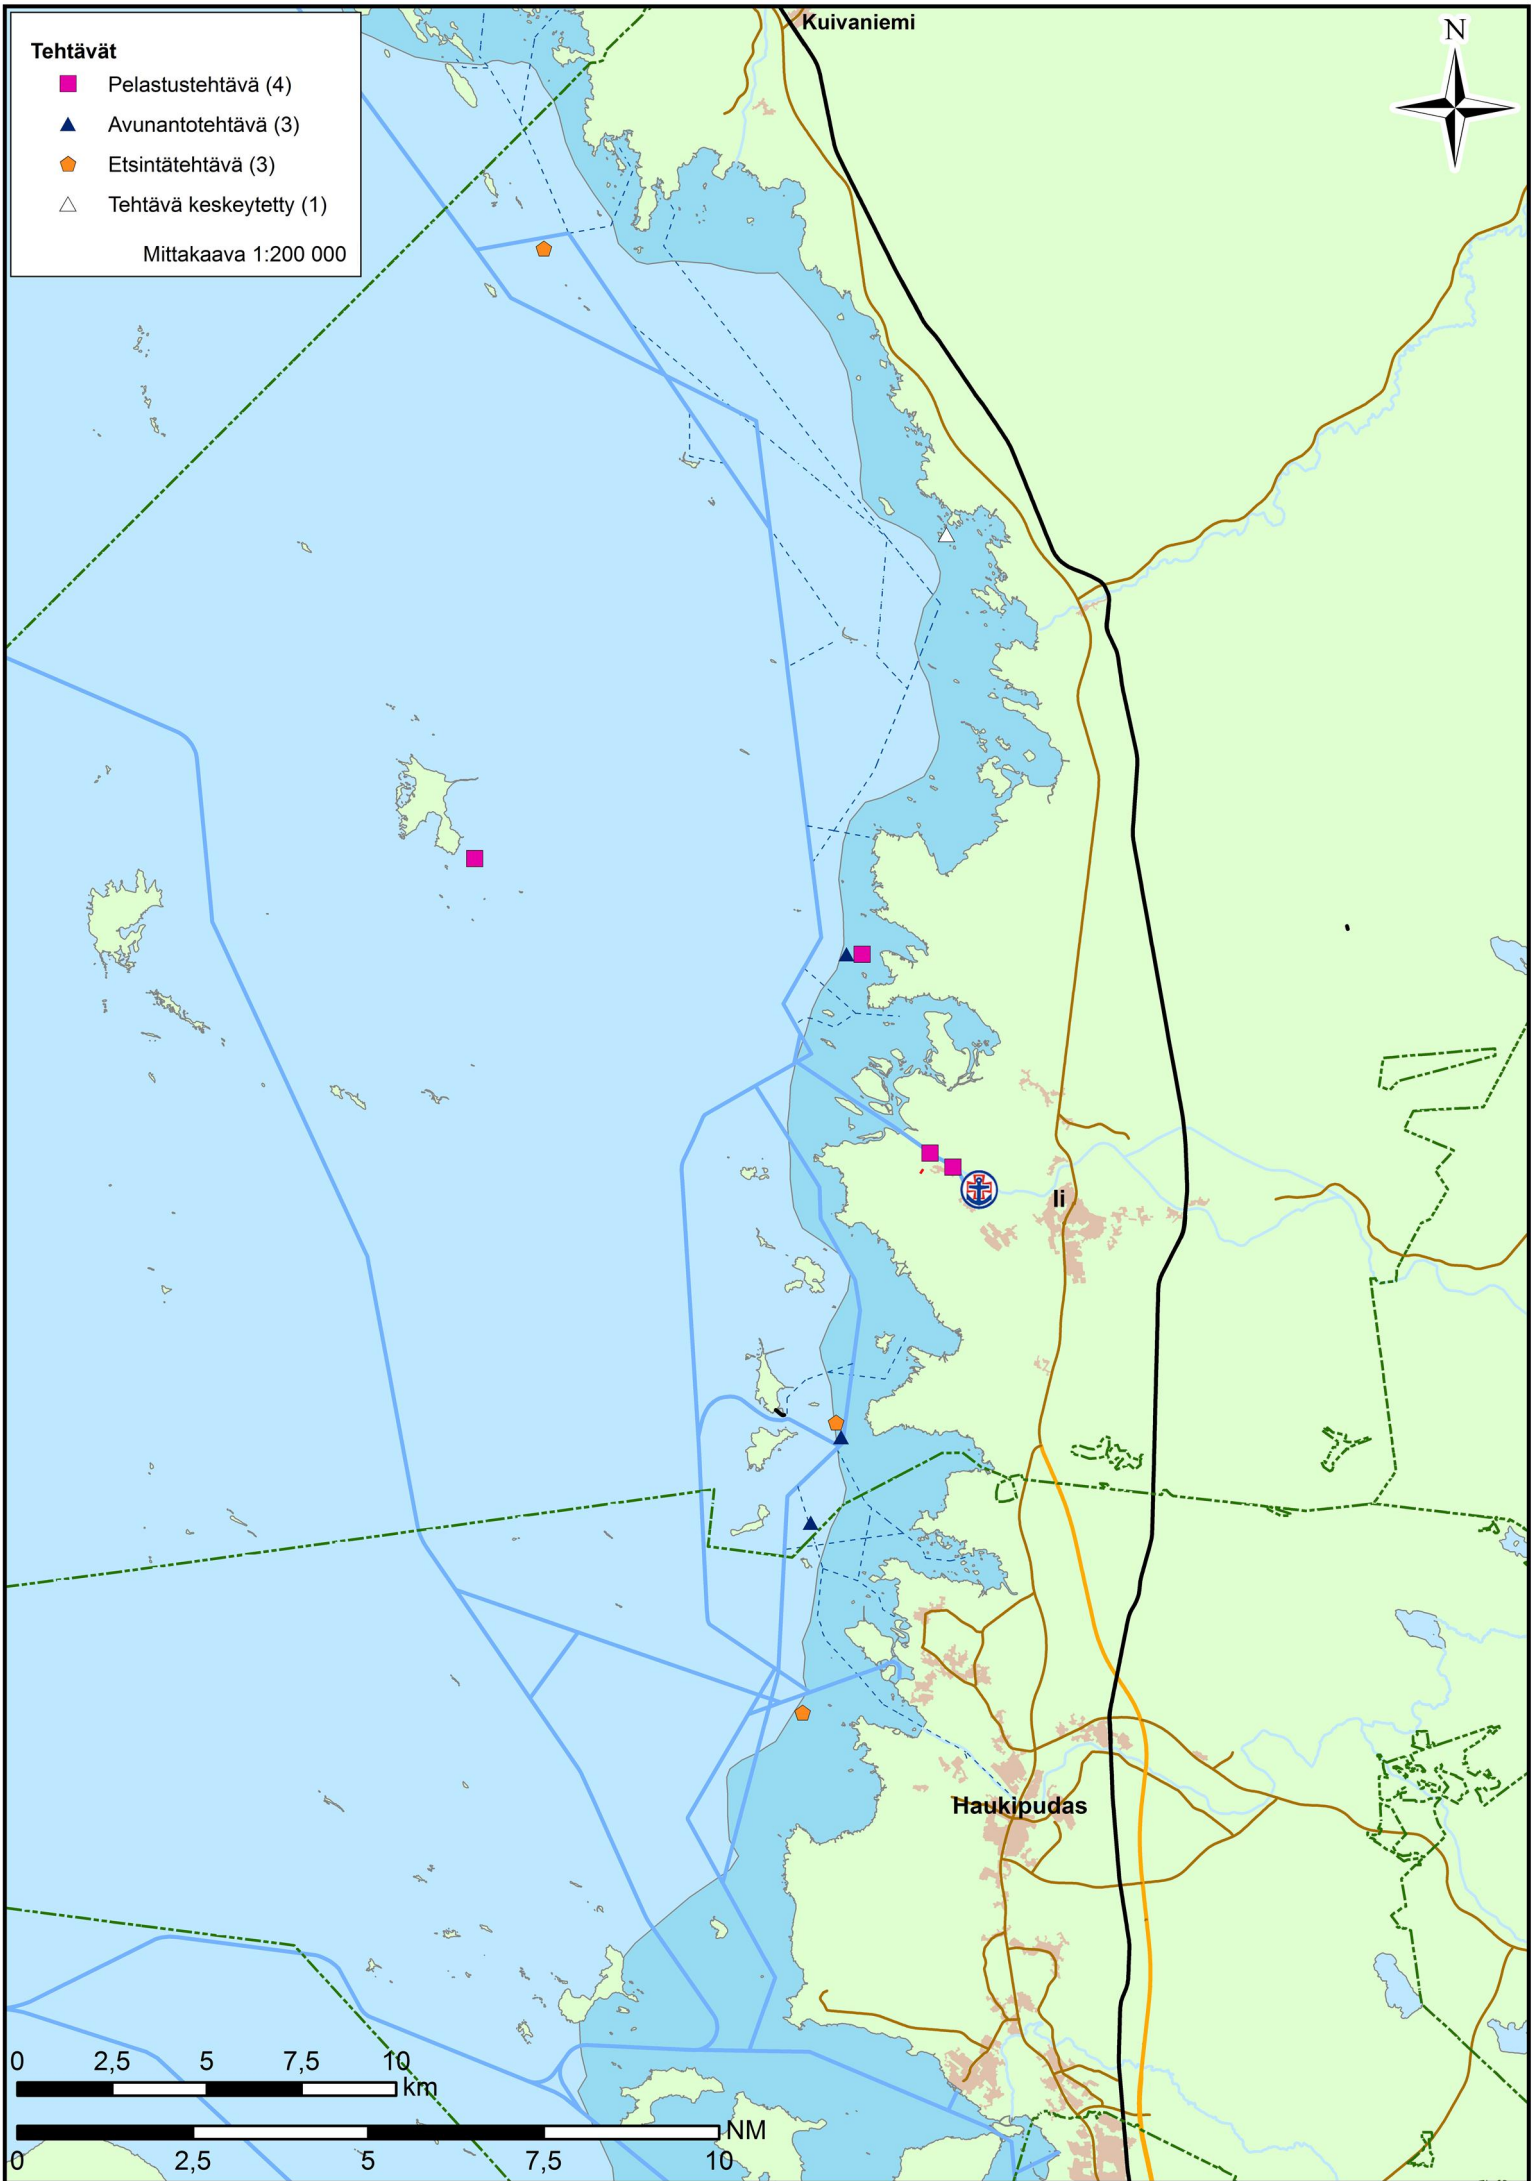 Kuivaniemi
N
Tehtävät
Pelastustehtävä (4)
Avunantotehtävä (3)
Etsintätehtävä (3)
Tehtävä keskeytetty (1)
Mittakaava 1:200 000
Ii
Haukipudas
0 2,5 5 7,5 10
km
NM
0 2,5 5 7,5 10